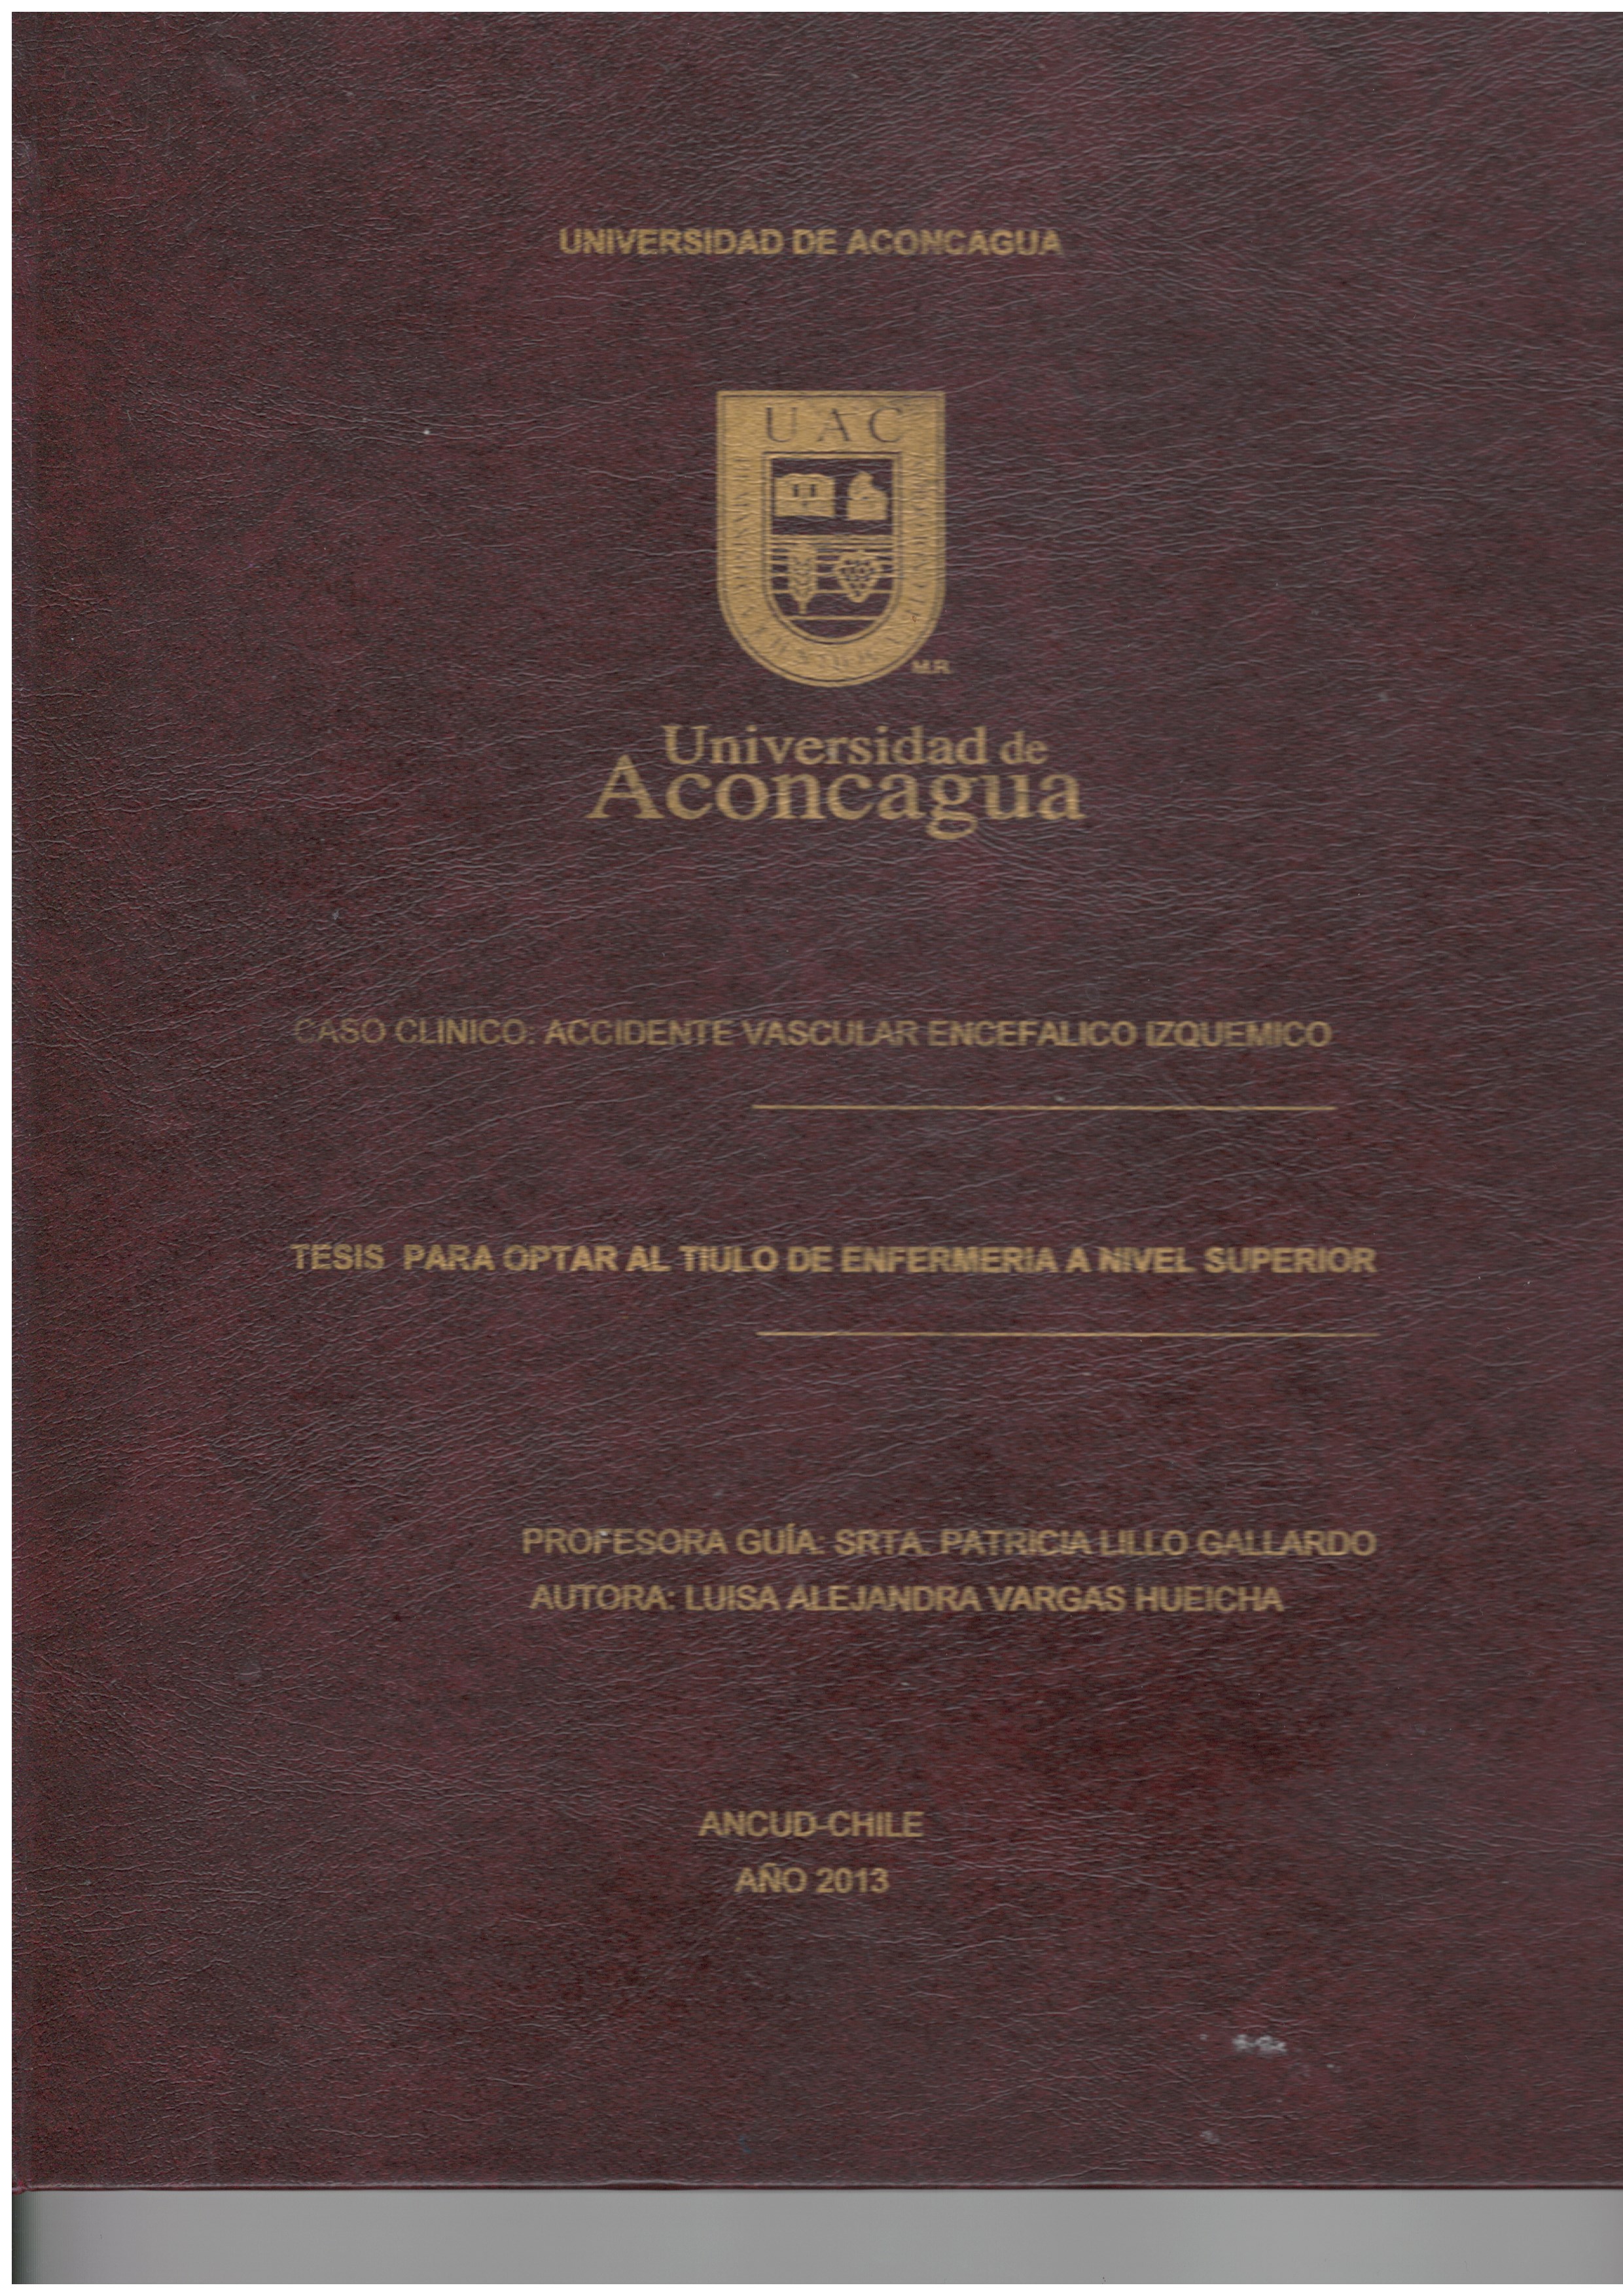 UNIVERSIDAD DE ACONCAGUA
U A C
M.R.
Universidad de
Aconcagua
CASO CLINICO: ACCIDENTE VASCULAR ENCEFALICO IZQUEMICO
TESIS PARA OPTAR AL TIULO DE ENFERMERIA A NIVEL SUPERIOR
PROFESORA GUÍA: SRTA. PATRICIA LILLO GALLARDO
AUTORA: LUISA ALEJANDRA VARGAS HUEICHA
ANCUD-CHILE
AÑO 2013